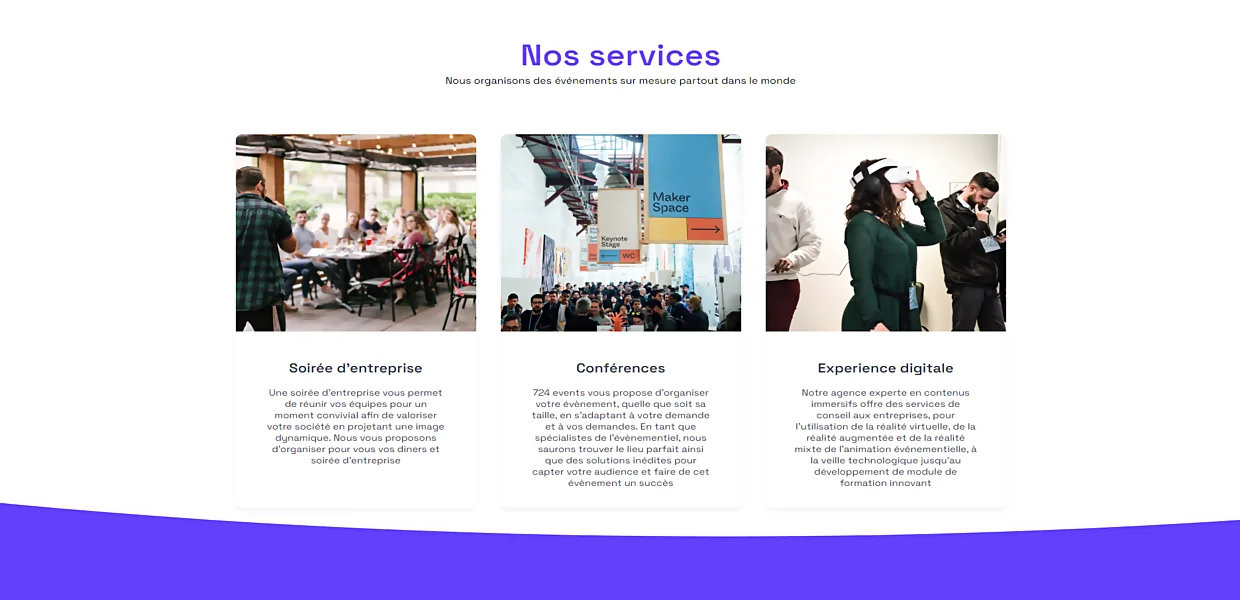 Nos services
Nous organisons des événements sur mesure partout dans le monde
Maker
Space
Keynote
Stage
WC
Soirée d'entreprise
Une soirée d'entreprise vous permet
de réunir vos équipes pour un
moment convivial afin de valoriser
votre société en projetant une image
dynamique. Nous vous proposons
d'organiser pour vous vos diners et
soirée d'entreprise
Conférences
724 events vous propose d'organiser
votre évènement, quelle que soit sa
taille, en s'adaptant à votre demande
et à vos demandes. En tant que
spécialistes de l'évènementiel, nous
saurons trouver le lieu parfait ainsi
que des solutions inédites pour
capter votre audience et faire de cet
évènement un succès
Experience digitale
Notre agence experte en contenus
immersifs offre des services de
conseil aux entreprises, pour
l'utilisation de la réalité virtuelle, de la
réalité augmentée et de la réalité
mixte de l'animation événementielle, à
la veille technologique jusqu'au
développement de module de
formation innovant